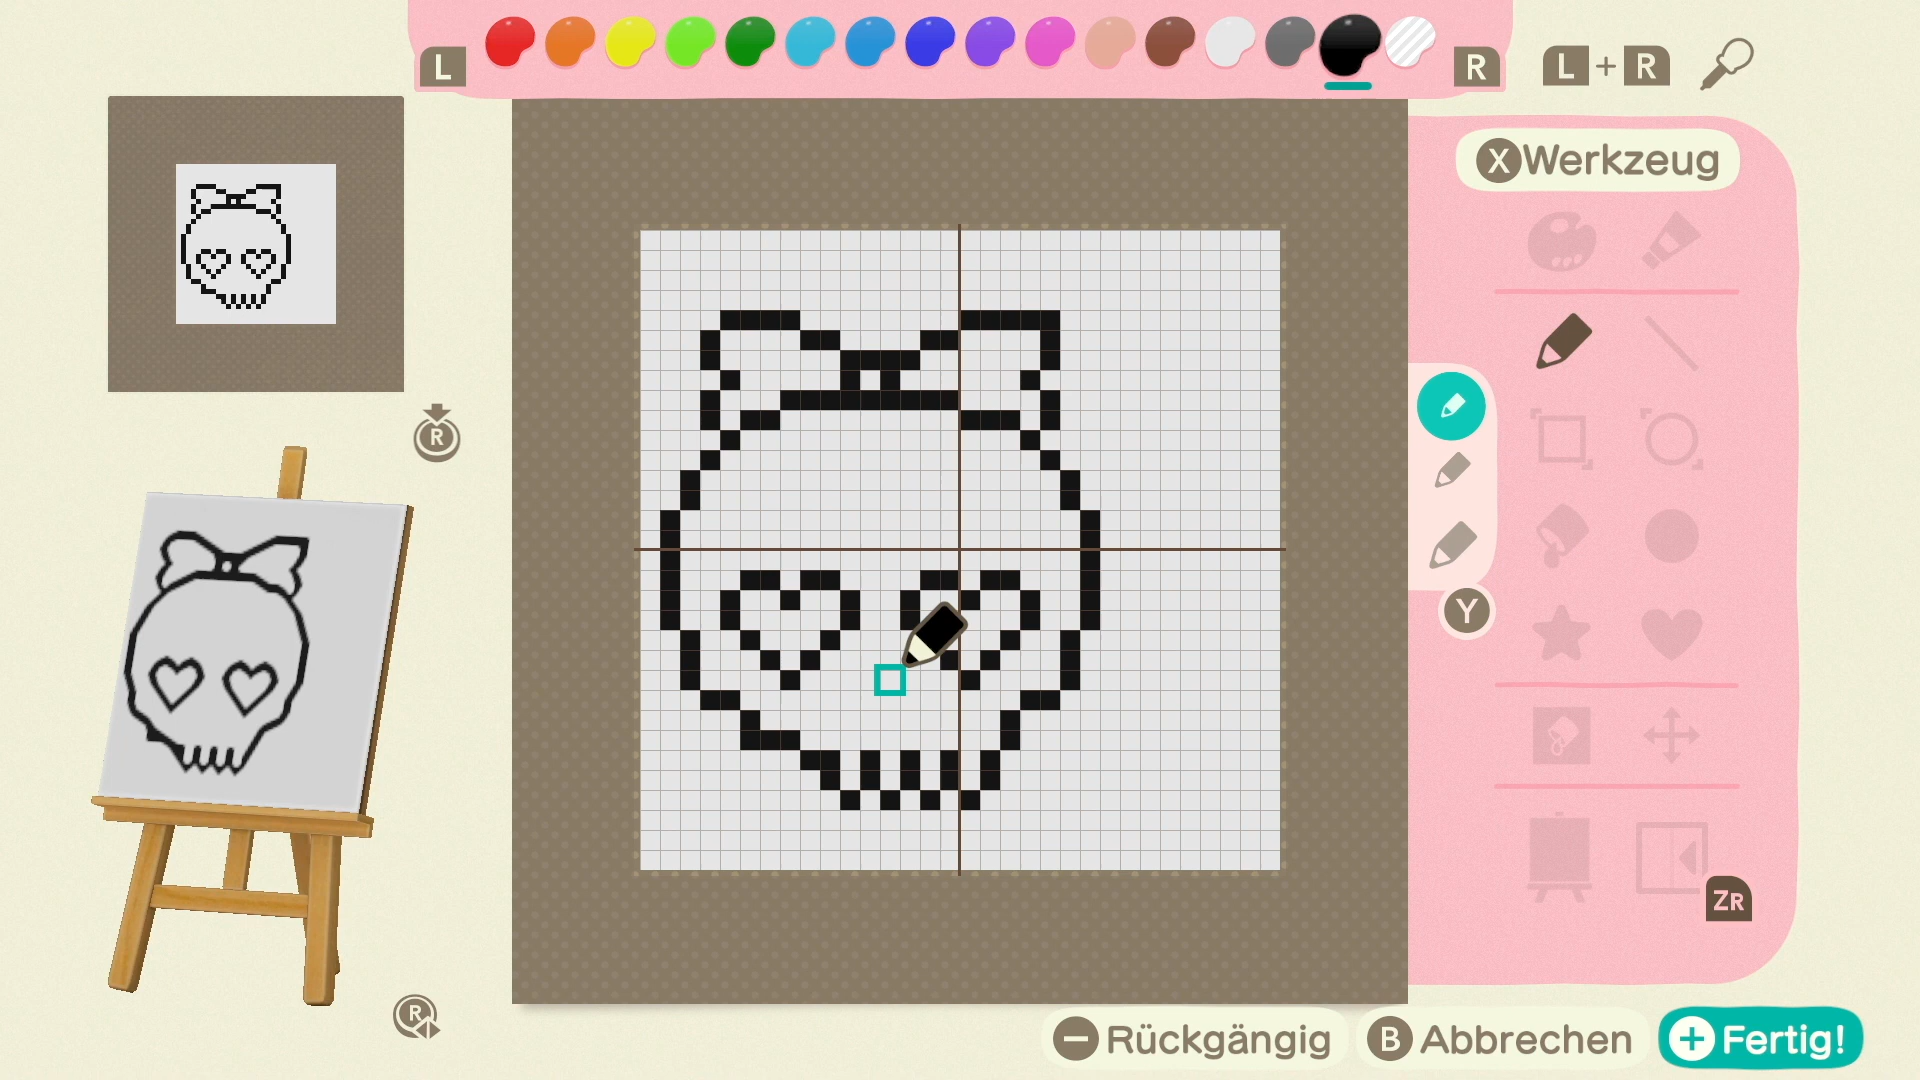 L
R
L + R
X Werkzeug
R
Y
ZR
R
− Rückgängig
B Abbrechen
+ Fertig!